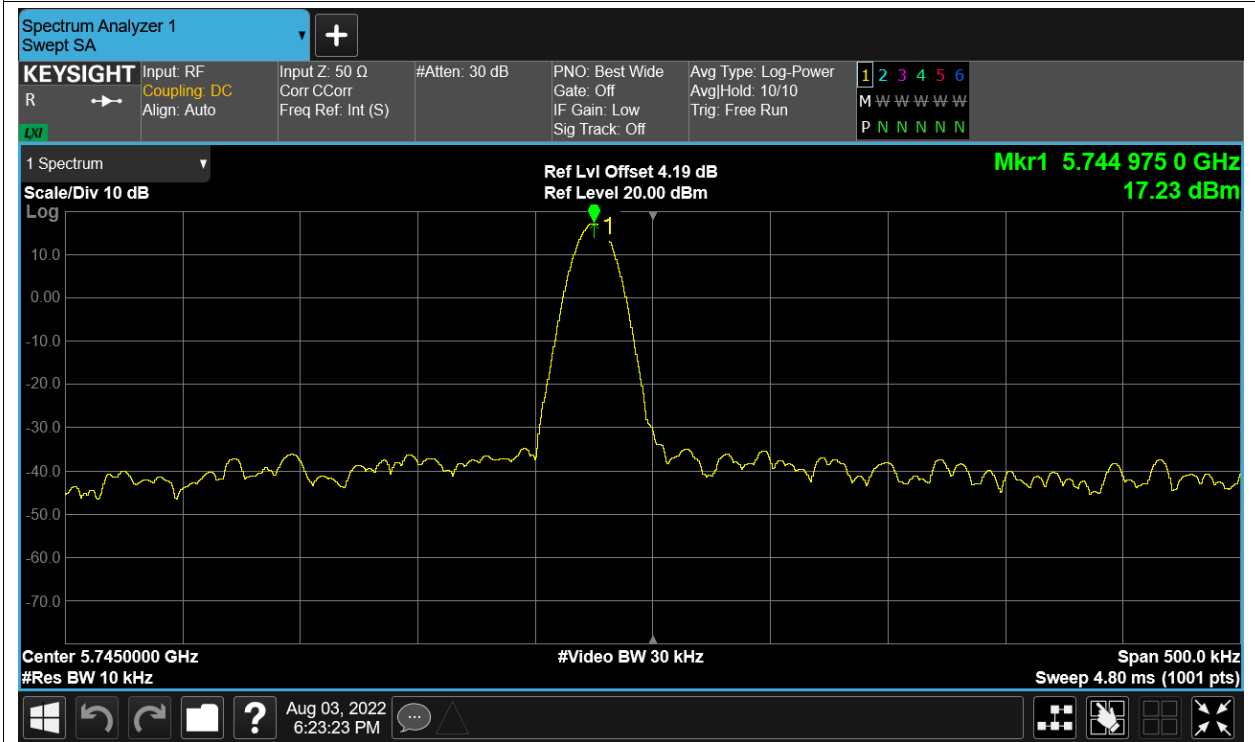 Spectrum Analyzer 1
Swept SA
KEYSIGHT
R
LXI
Input: RF
Coupling: DC
Align: Auto
Input Z: 50 Ω
Corr CCorr
Freq Ref: Int (S)
#Atten: 30 dB
PNO: Best Wide
Gate: Off
IF Gain: Low
Sig Track: Off
Avg Type: Log-Power
Avg|Hold: 10/10
Trig: Free Run
1 2 3 4 5 6
M W W W W W
P N N N N N
1 Spectrum
Scale/Div 10 dB
Log
Ref Lvl Offset 4.19 dB
Ref Level 20.00 dBm
Mkr1 5.744 975 0 GHz
17.23 dBm
1
10.0
0.00
-10.0
-20.0
-30.0
-40.0
-50.0
-60.0
-70.0
Center 5.7450000 GHz
#Res BW 10 kHz
#Video BW 30 kHz
Span 500.0 kHz
Sweep 4.80 ms (1001 pts)
?
Aug 03, 2022
6:23:23 PM